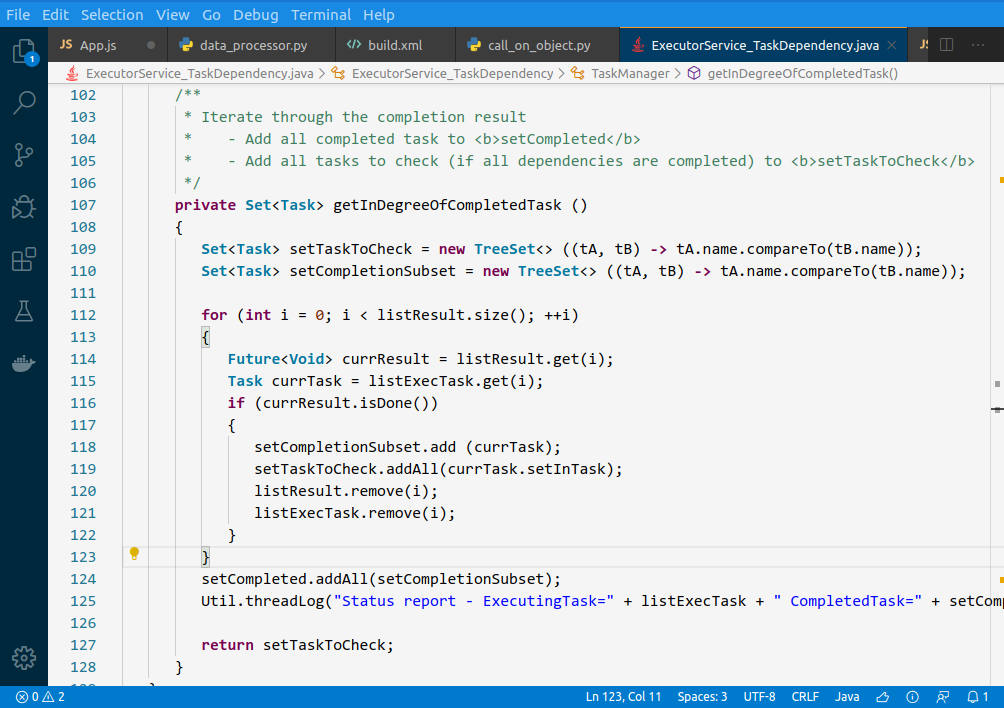 File Edit Selection View Go Debug Terminal Help
JS App.js data_processor.py build.xml call_on_object.py ExecutorService_TaskDependency.java JS
ExecutorService_TaskDependency.java > ExecutorService_TaskDependency > TaskManager > getInDegreeOfCompletedTask()
1
102 /**
103 * Iterate through the completion result
104 * - Add all completed task to <b>setCompleted</b>
105 * - Add all tasks to check (if all dependencies are completed) to <b>setTaskToCheck</b>
106 */
107 private Set<Task> getInDegreeOfCompletedTask ()
108 {
109 Set<Task> setTaskToCheck = new TreeSet<> ((tA, tB) -> tA.name.compareTo(tB.name));
110 Set<Task> setCompletionSubset = new TreeSet<> ((tA, tB) -> tA.name.compareTo(tB.name));
111
112 for (int i = 0; i < listResult.size(); ++i)
113 {
114 Future<Void> currResult = listResult.get(i);
115 Task currTask = listExecTask.get(i);
116 if (currResult.isDone())
117 {
118 setCompletionSubset.add (currTask);
119 setTaskToCheck.addAll(currTask.setInTask);
120 listResult.remove(i);
121 listExecTask.remove(i);
122 }
123 }
124 setCompleted.addAll(setCompletionSubset);
125 Util.threadLog("Status report - ExecutingTask=" + listExecTask + " CompletedTask=" + setCom
126
127 return setTaskToCheck;
128 }
0 2 Ln 123, Col 11 Spaces: 3 UTF-8 CRLF Java 1